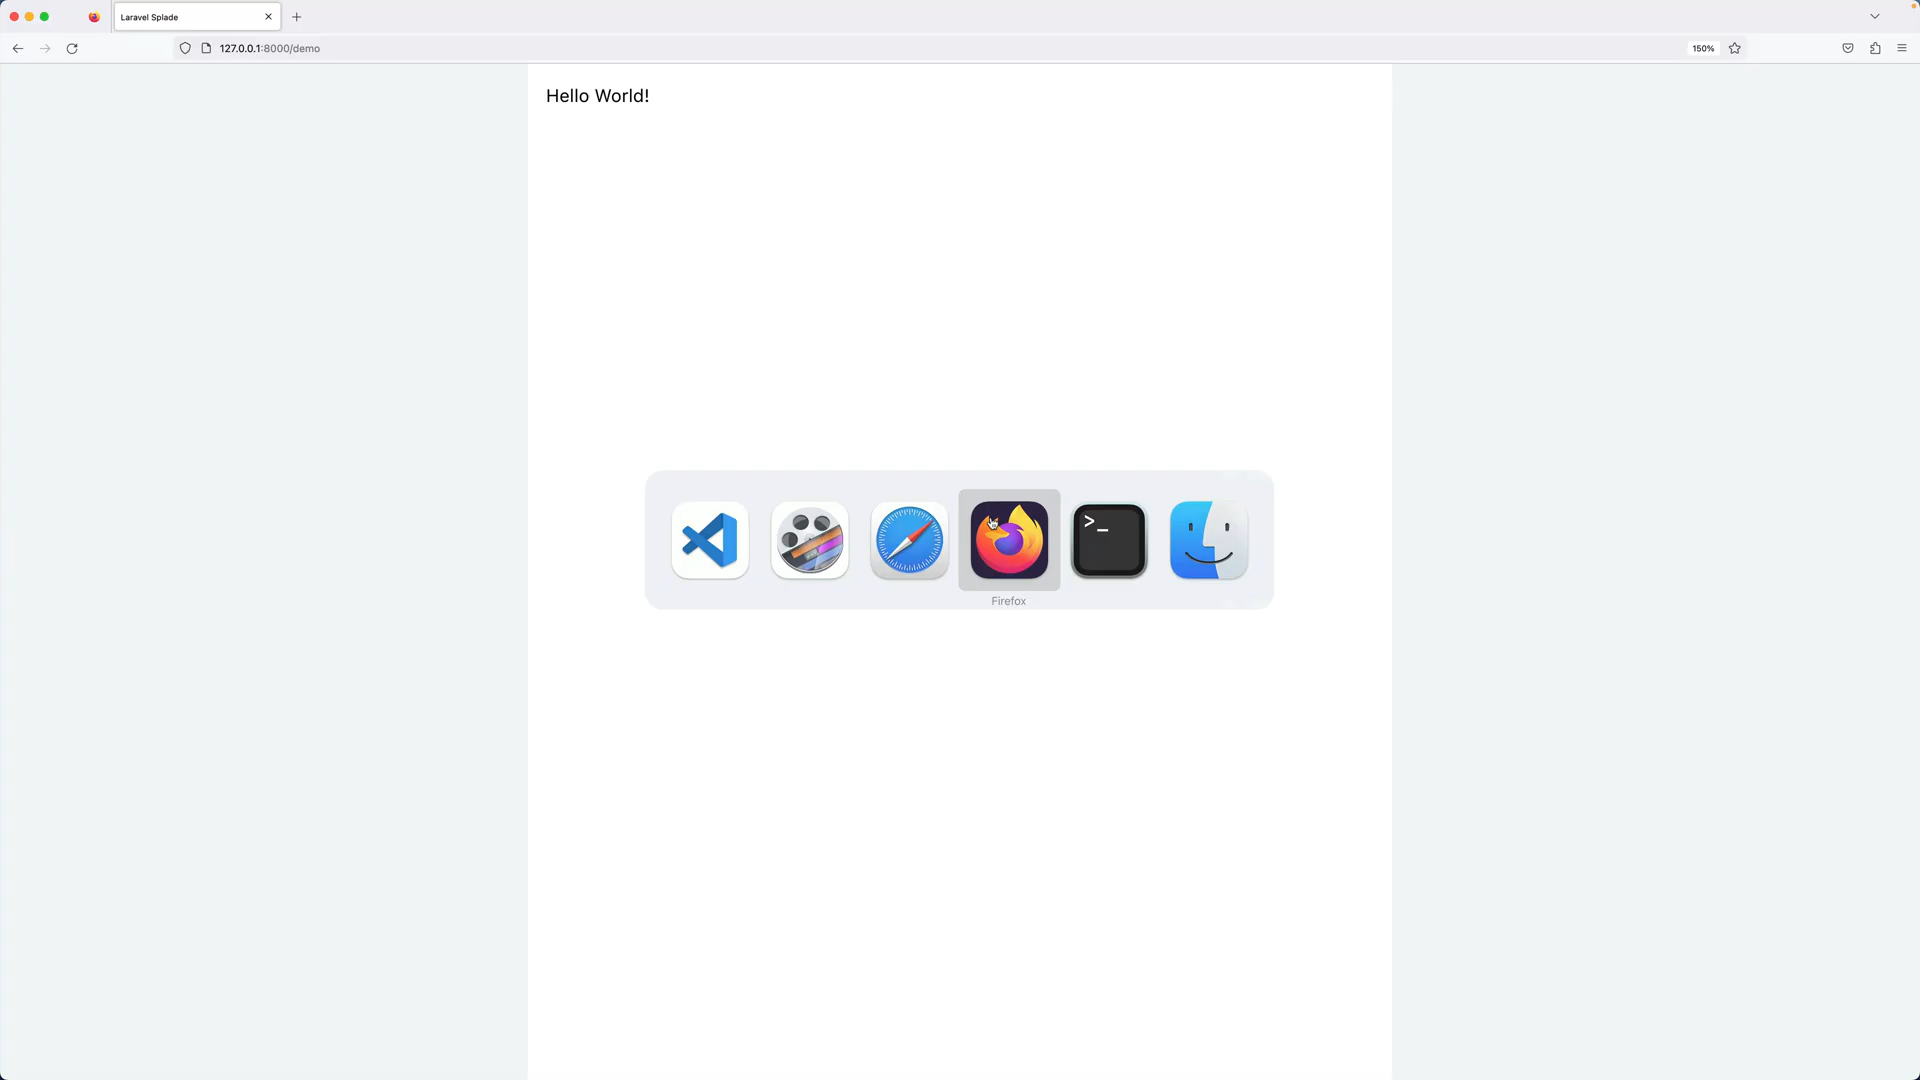 Laravel Splade
127.0.0.1:8000/demo
150%
Hello World!
>_
Firefox